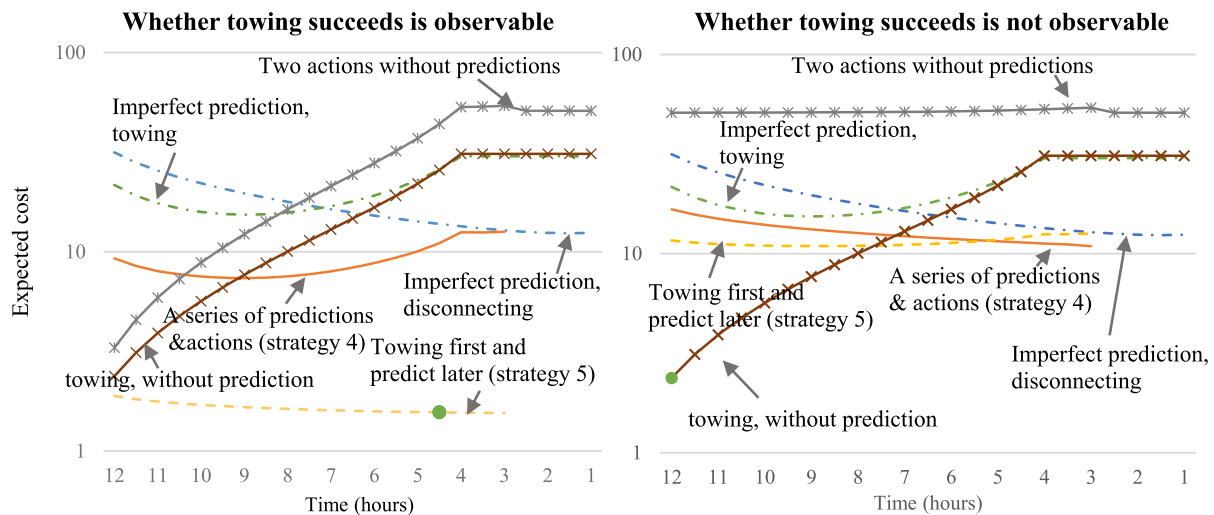 Whether towing succeeds is observable
100
Two actions without predictions
Imperfect prediction,
towing
10
Expected cost
Imperfect prediction,
disconnecting
A series of predictions
&actions (strategy 4)
Towing first and
predict later (strategy 5)
towing, without prediction
1
12 11 10 9 8 7 6 5 4 3 2 1
Time (hours)
Whether towing succeeds is not observable
100
Two actions without predictions
Imperfect prediction,
towing
10
A series of predictions
& actions (strategy 4)
Towing first and
predict later (strategy 5)
Imperfect prediction,
disconnecting
towing, without prediction
1
12 11 10 9 8 7 6 5 4 3 2 1
Time (hours)